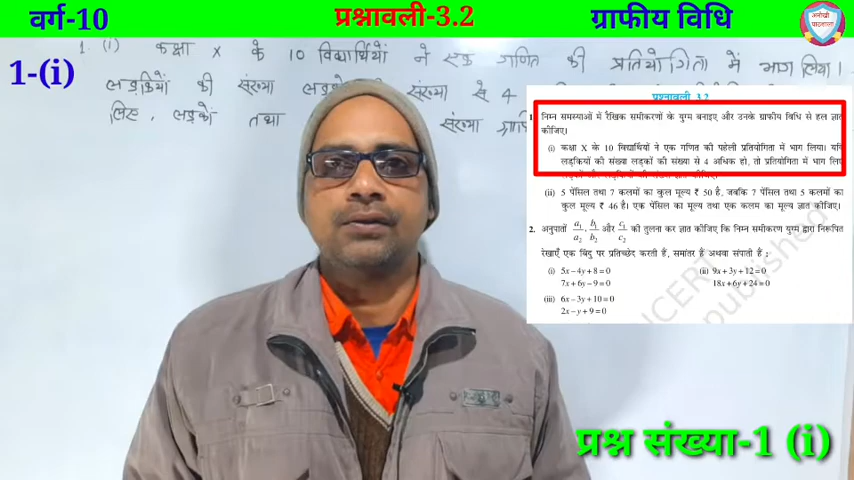 वर्ग-10
प्रश्नावली-3.2
ग्राफीय विधि
1-(i)
1. (i) कक्षा X के 10 विद्यार्थियों ने एक गणित की प्रतियोगिता में भाग लिया।
लड़कियों की संख्या संख्या से 4
तथा संख्या
प्रश्नावली 3.2
निम्न समस्याओं में रैखिक समीकरणों के युग्म बनाइए और उनके ग्राफीय विधि से हल ज्ञात
कीजिए।
(i) कक्षा X के 10 विद्यार्थियों ने एक गणित की पहेली प्रतियोगिता में भाग लिया। यदि
लड़कियों की संख्या लड़कों की संख्या से 4 अधिक हो, तो प्रतियोगिता में भाग लिए
(ii) 5 पेंसिल तथा 7 कलमों का कुल मूल्य ₹ 50 है, जबकि 7 पेंसिल तथा 5 कलमों का
कुल मूल्य ₹ 46 है। एक पेंसिल का मूल्य तथा एक कलम का मूल्य ज्ञात कीजिए।
2. अनुपातों a₁/a₂, b₁/b₂ और c₁/c₂ की तुलना कर ज्ञात कीजिए कि निम्न समीकरण युग्म द्वारा निरूपित
रेखाएँ एक बिंदु पर प्रतिच्छेद करती हैं, समांतर हैं अथवा संपाती हैं :
(i) 5x – 4y + 8 = 0 (ii) 9x + 3y + 12 = 0
7x + 6y – 9 = 0 18x + 6y + 24 = 0
(iii) 6x – 3y + 10 = 0
2x – y + 9 = 0
प्रश्न संख्या-1 (i)